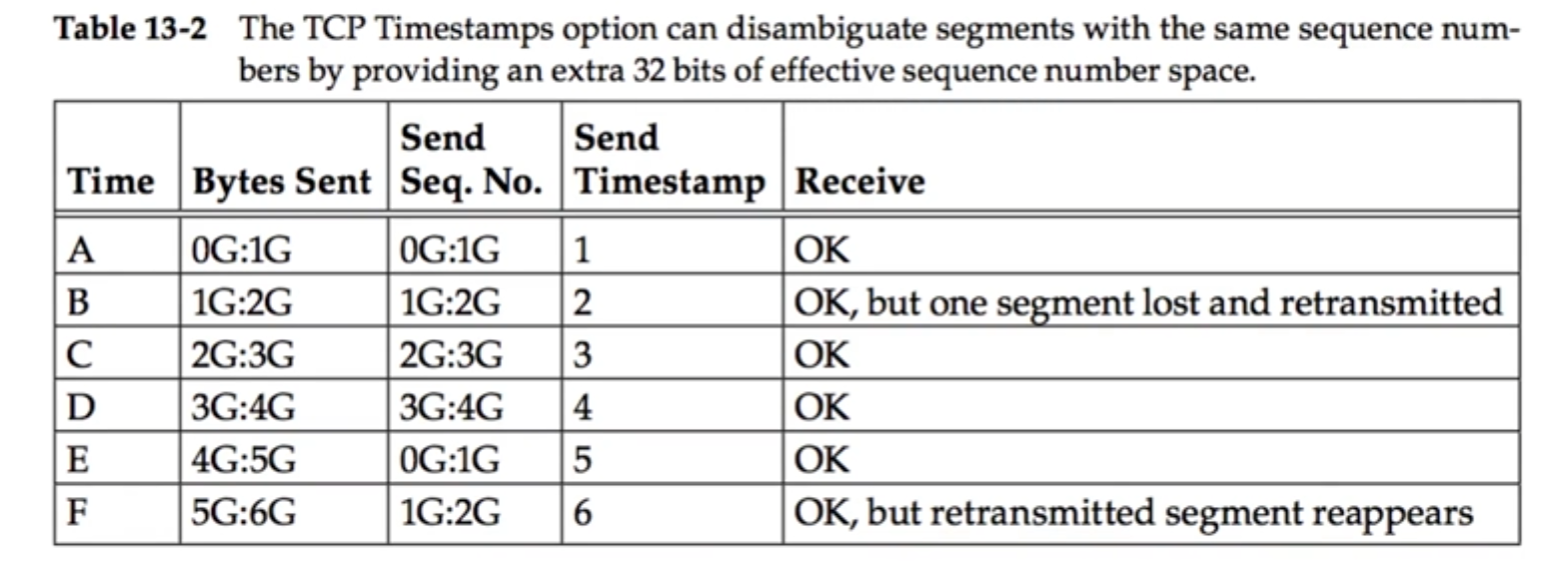 Table 13-2 The TCP Timestamps option can disambiguate segments with the same sequence num-
bers by providing an extra 32 bits of effective sequence number space.
Time Bytes Sent Send Seq. No. Send Timestamp Receive
A 0G:1G 0G:1G 1 OK
B 1G:2G 1G:2G 2 OK, but one segment lost and retransmitted
C 2G:3G 2G:3G 3 OK
D 3G:4G 3G:4G 4 OK
E 4G:5G 0G:1G 5 OK
F 5G:6G 1G:2G 6 OK, but retransmitted segment reappears